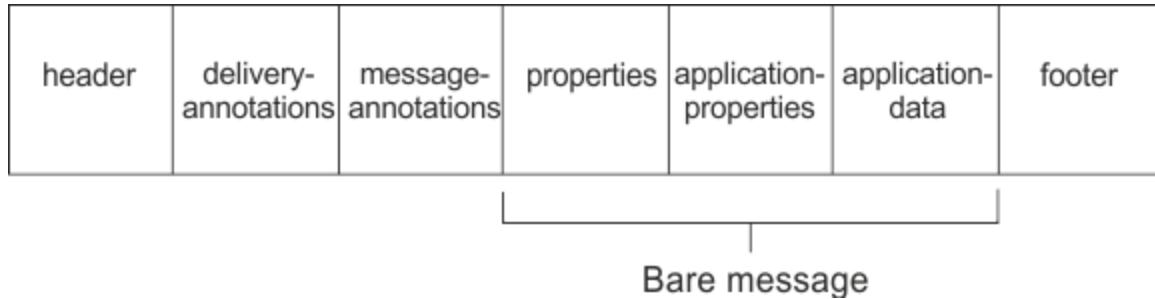 header
delivery-
annotations
message-
annotations
properties
application-
properties
application-
data
footer
Bare message